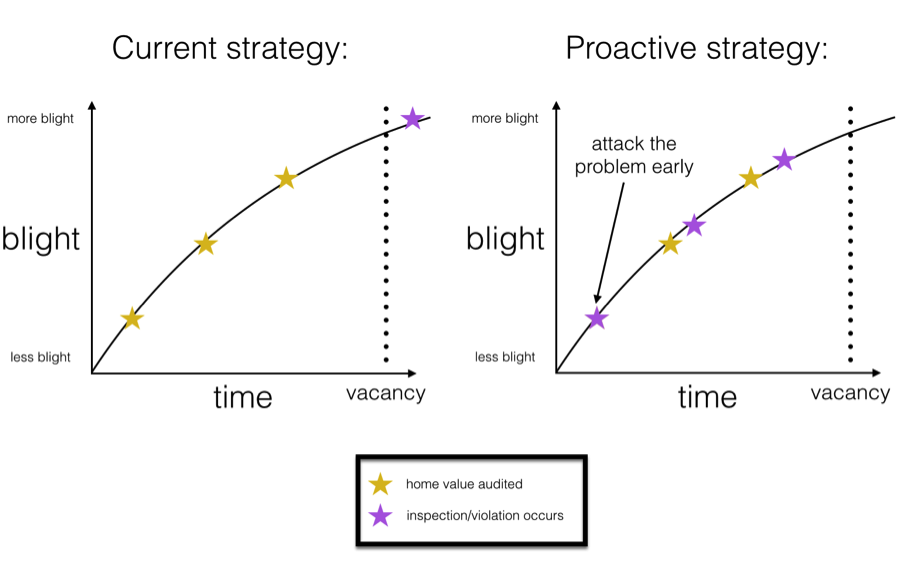 Current strategy:
Proactive strategy:
more blight
blight
less blight
time
vacancy
more blight
attack the
problem early
blight
less blight
time
vacancy
home value audited
inspection/violation occurs